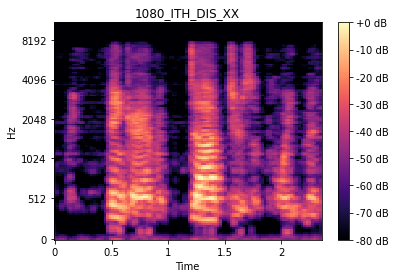 1080_ITH_DIS_XX
+0 dB
8192
-10 dB
4096
-20 dB
-30 dB
2048
Hz
-40 dB
1024
-50 dB
512
-60 dB
-70 dB
0
-80 dB
0
0.5
1
1.5
2
Time